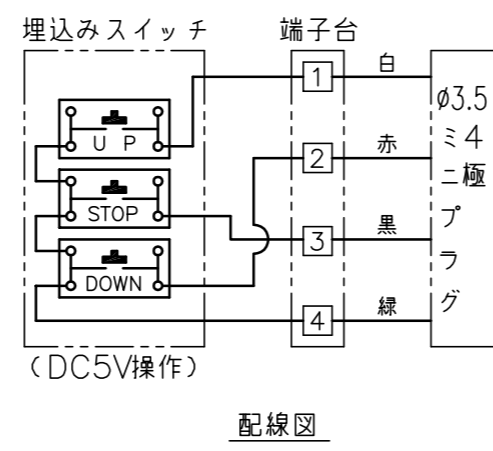 埋込みスイッチ
端子台
U P
STOP
DOWN
(DC5V操作)
1
2
3
4
白
赤
黒
緑
φ3.5
ミニプラグ
4極
配線図